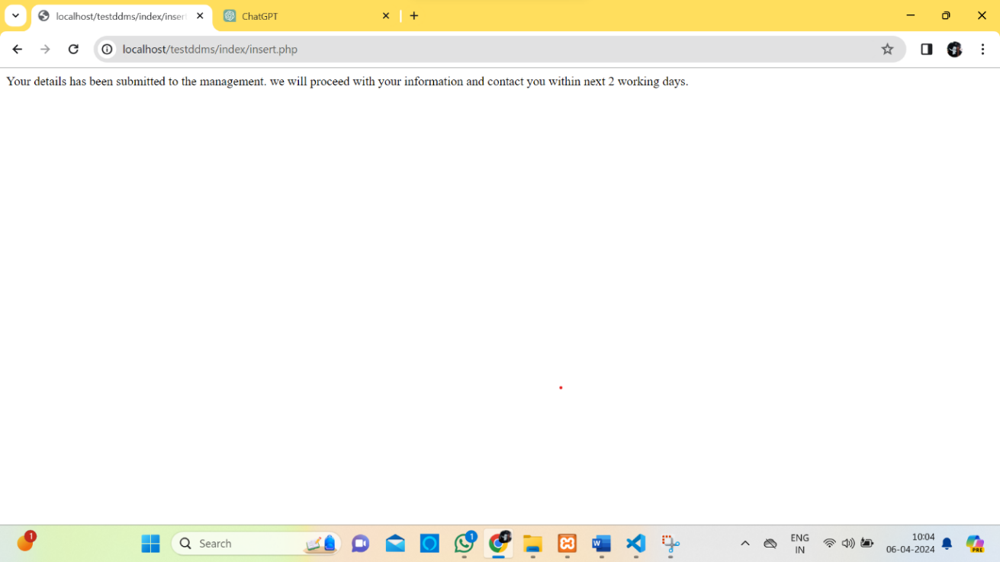 localhost/testddms/index/insert
ChatGPT
localhost/testddms/index/insert.php
Your details has been submitted to the management. we will proceed with your information and contact you within next 2 working days.
1
Search
1
W
ENG
IN
10:04
06-04-2024
PRE